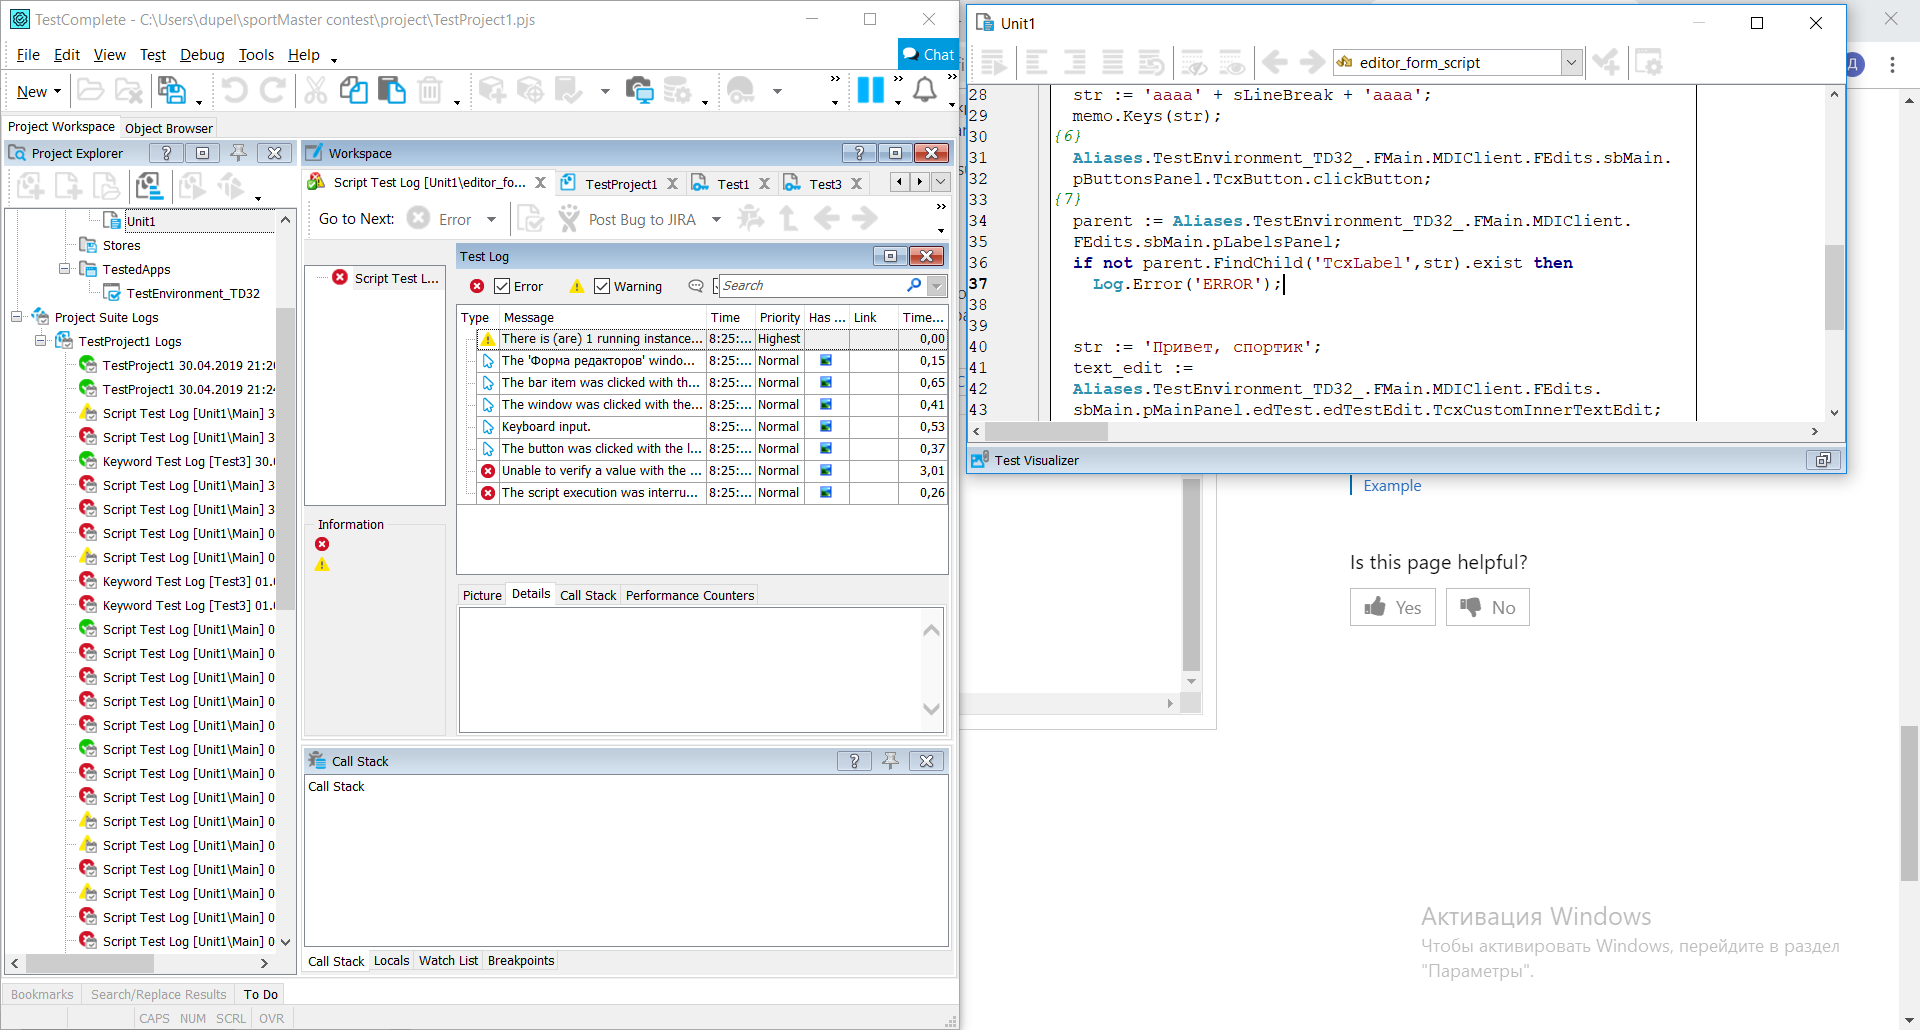 TestComplete - C:\Users\dupel\sportMaster contest\project\TestProject1.pjs
File Edit View Test Debug Tools Help
Chat
New
Project Workspace Object Browser
Project Explorer
Unit1
Stores
TestedApps
TestEnvironment_TD32
Project Suite Logs
TestProject1 Logs
TestProject1 30.04.2019 21:20
TestProject1 30.04.2019 21:24
Script Test Log [Unit1\Main] 3
Script Test Log [Unit1\Main] 3
Keyword Test Log [Test3] 30.
Script Test Log [Unit1\Main] 3
Script Test Log [Unit1\Main] 3
Script Test Log [Unit1\Main] 0
Script Test Log [Unit1\Main] 0
Keyword Test Log [Test3] 01.
Keyword Test Log [Test3] 01.
Script Test Log [Unit1\Main] 0
Script Test Log [Unit1\Main] 0
Script Test Log [Unit1\Main] 0
Script Test Log [Unit1\Main] 0
Script Test Log [Unit1\Main] 0
Script Test Log [Unit1\Main] 0
Script Test Log [Unit1\Main] 0
Script Test Log [Unit1\Main] 0
Script Test Log [Unit1\Main] 0
Script Test Log [Unit1\Main] 0
Script Test Log [Unit1\Main] 0
Script Test Log [Unit1\Main] 0
Script Test Log [Unit1\Main] 0
Script Test Log [Unit1\Main] 0
Workspace
Script Test Log [Unit1\editor_fo... TestProject1 Test1 Test3
Go to Next: Error Post Bug to JIRA
Script Test L...
Information
Test Log
Error Warning Search
Type Message Time Priority Has ... Link Time...
There is (are) 1 running instance... 8:25:... Highest 0,00
The 'Форма редакторов' windo... 8:25:... Normal 0,15
The bar item was clicked with th... 8:25:... Normal 0,65
The window was clicked with the... 8:25:... Normal 0,41
Keyboard input. 8:25:... Normal 0,53
The button was clicked with the l... 8:25:... Normal 0,37
Unable to verify a value with the ... 8:25:... Normal 3,01
The script execution was interru... 8:25:... Normal 0,26
Picture Details Call Stack Performance Counters
Call Stack
Call Stack
Call Stack Locals Watch List Breakpoints
Bookmarks Search/Replace Results To Do
CAPS NUM SCRL OVR
Unit1
editor_form_script
28 str := 'aaaa' + sLineBreak + 'aaaa';
29 memo.Keys(str);
30 {6}
31 Aliases.TestEnvironment_TD32_.FMain.MDIClient.FEdits.sbMain.
32 pButtonsPanel.TcxButton.clickButton;
33 {7}
34 parent := Aliases.TestEnvironment_TD32_.FMain.MDIClient.
35 FEdits.sbMain.pLabelsPanel;
36 if not parent.FindChild('TcxLabel',str).exist then
37 Log.Error('ERROR');
38
39
40 str := 'Привет, спортик';
41 text_edit :=
42 Aliases.TestEnvironment_TD32_.FMain.MDIClient.FEdits.
43 sbMain.pMainPanel.edTest.edTestEdit.TcxCustomInnerTextEdit;
Test Visualizer
Д
Example
Is this page helpful?
Yes No
Активация Windows
Чтобы активировать Windows, перейдите в раздел
"Параметры".